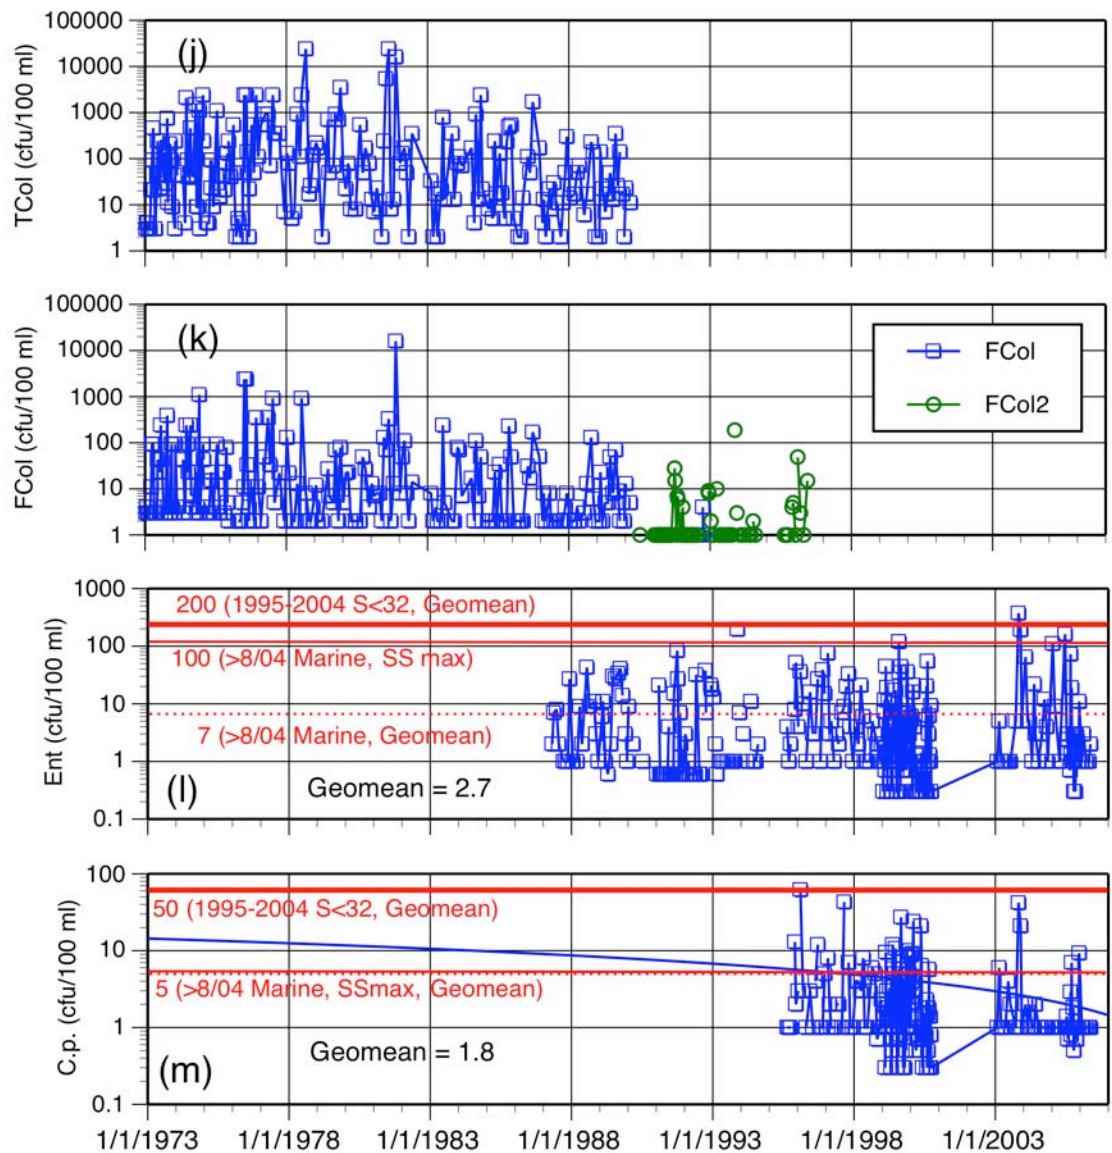 100000
10000
1000
100
10
1
TCol (cfu/100 ml)
(j)
100000
10000
1000
100
10
1
FCol (cfu/100 ml)
(k)
FCol
FCol2
1000
100
10
1
0.1
Ent (cfu/100 ml)
200 (1995-2004 S<32, Geomean)
100 (>8/04 Marine, SS max)
7 (>8/04 Marine, Geomean)
Geomean = 2.7
(l)
100
10
1
0.1
C.p. (cfu/100 ml)
50 (1995-2004 S<32, Geomean)
5 (>8/04 Marine, SSmax, Geomean)
Geomean = 1.8
(m)
1/1/1973 1/1/1978 1/1/1983 1/1/1988 1/1/1993 1/1/1998 1/1/2003